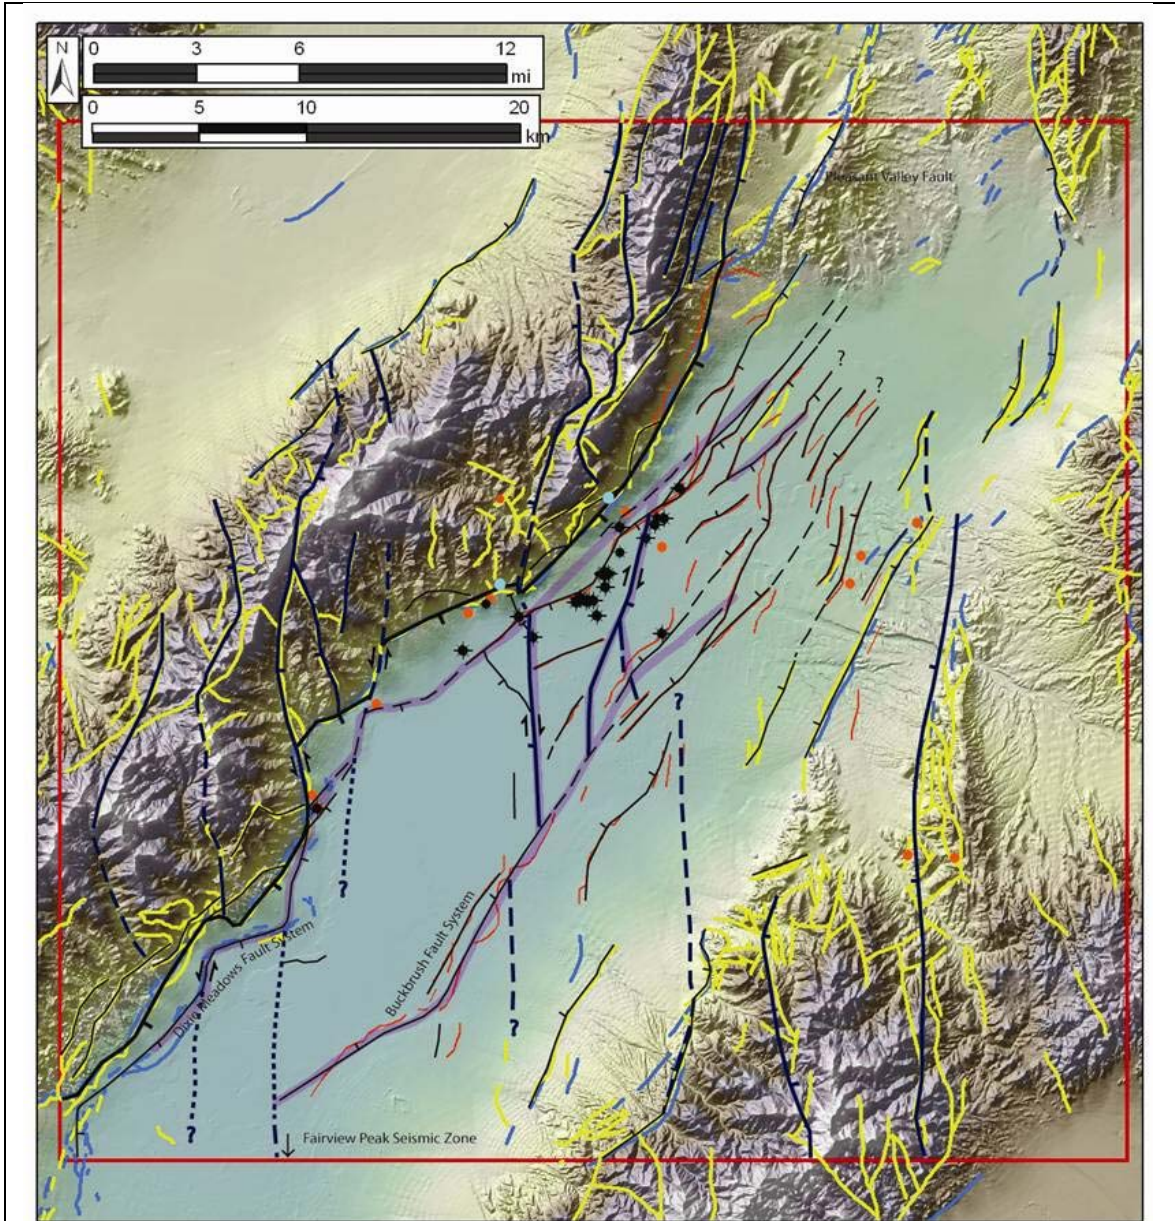 N
0 3 6 12
mi
0 5 10 20
km
Pleasant Valley Fault
?
?
?
?
Dixie Meadows Fault System
Buckbrush Fault System
?
?
Fairview Peak Seismic Zone